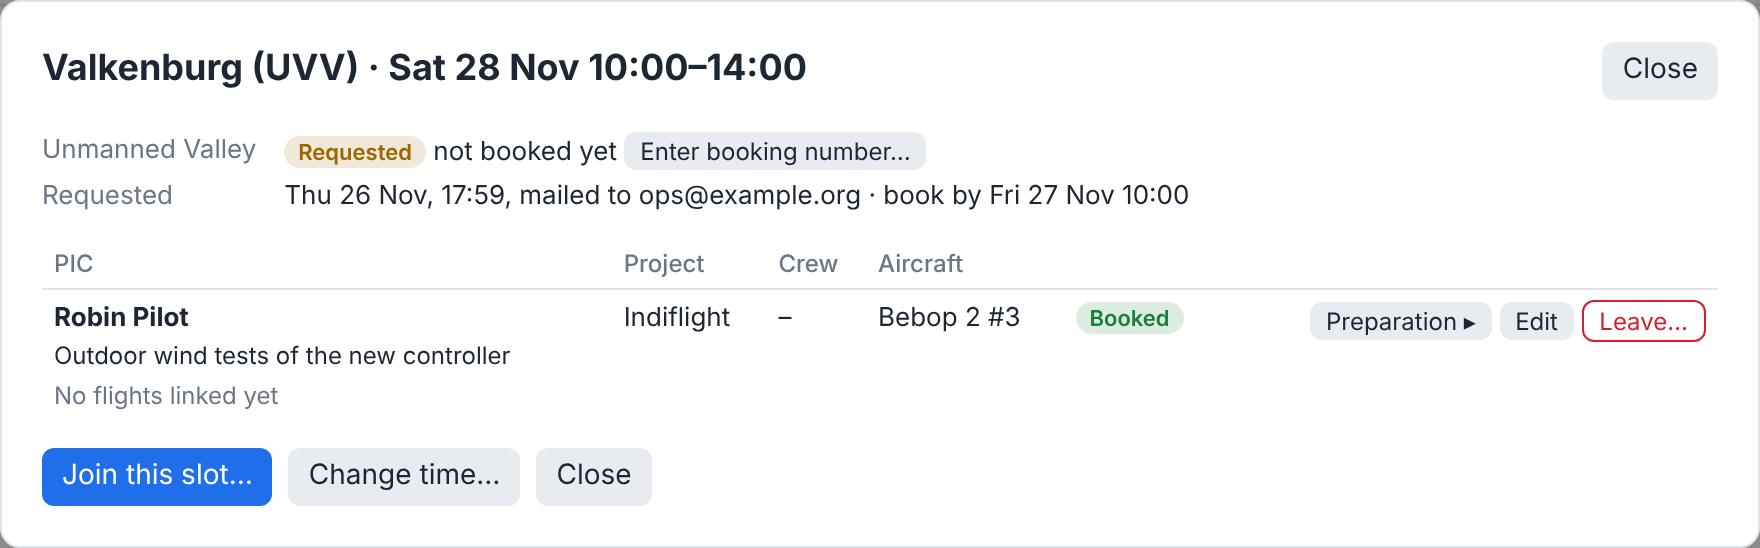 Valkenburg (UVV) · Sat 28 Nov 10:00–14:00
Close
Unmanned Valley Requested not booked yet Enter booking number...
Requested Thu 26 Nov, 17:59, mailed to ops@example.org · book by Fri 27 Nov 10:00
PIC Project Crew Aircraft
Robin Pilot Indiflight – Bebop 2 #3 Booked Preparation ▸ Edit Leave...
Outdoor wind tests of the new controller
No flights linked yet
Join this slot... Change time... Close